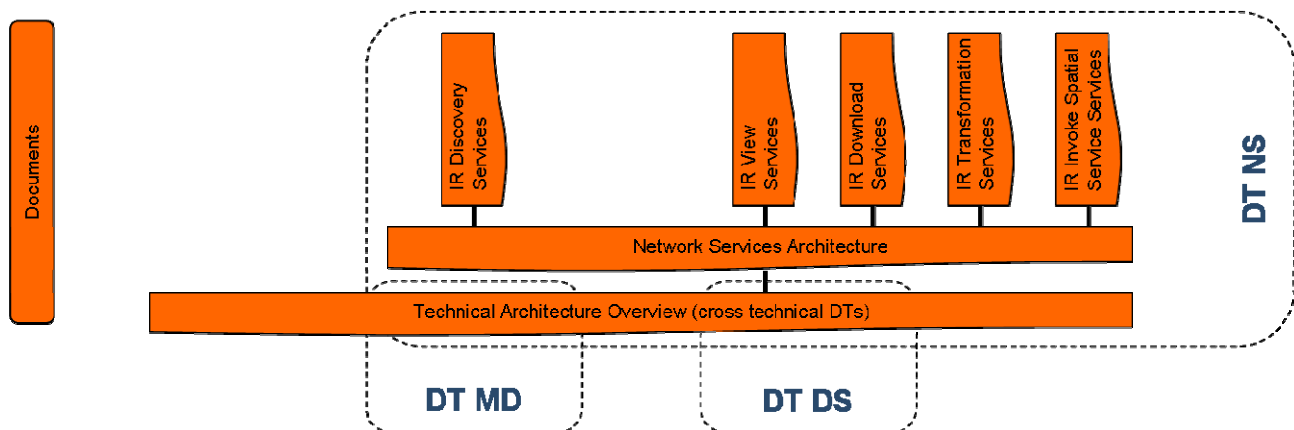 Documents
IR Discovery
Services
IR View
Services
IR Download
Services
IR Transformation
Services
IR Invoke Spatial
Service Services
DT NS
Network Services Architecture
Technical Architecture Overview (cross technical DTs)
DT MD
DT DS